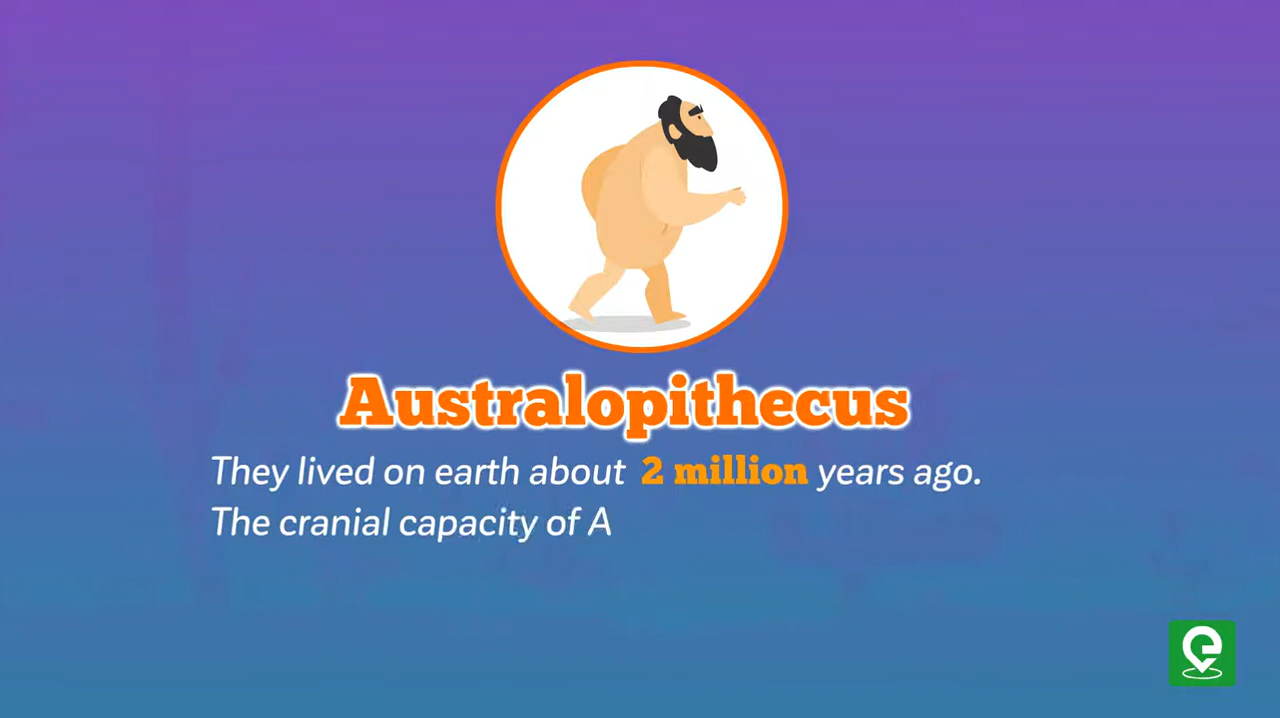 Australopithecus
They lived on earth about 2 million years ago.
The cranial capacity of A